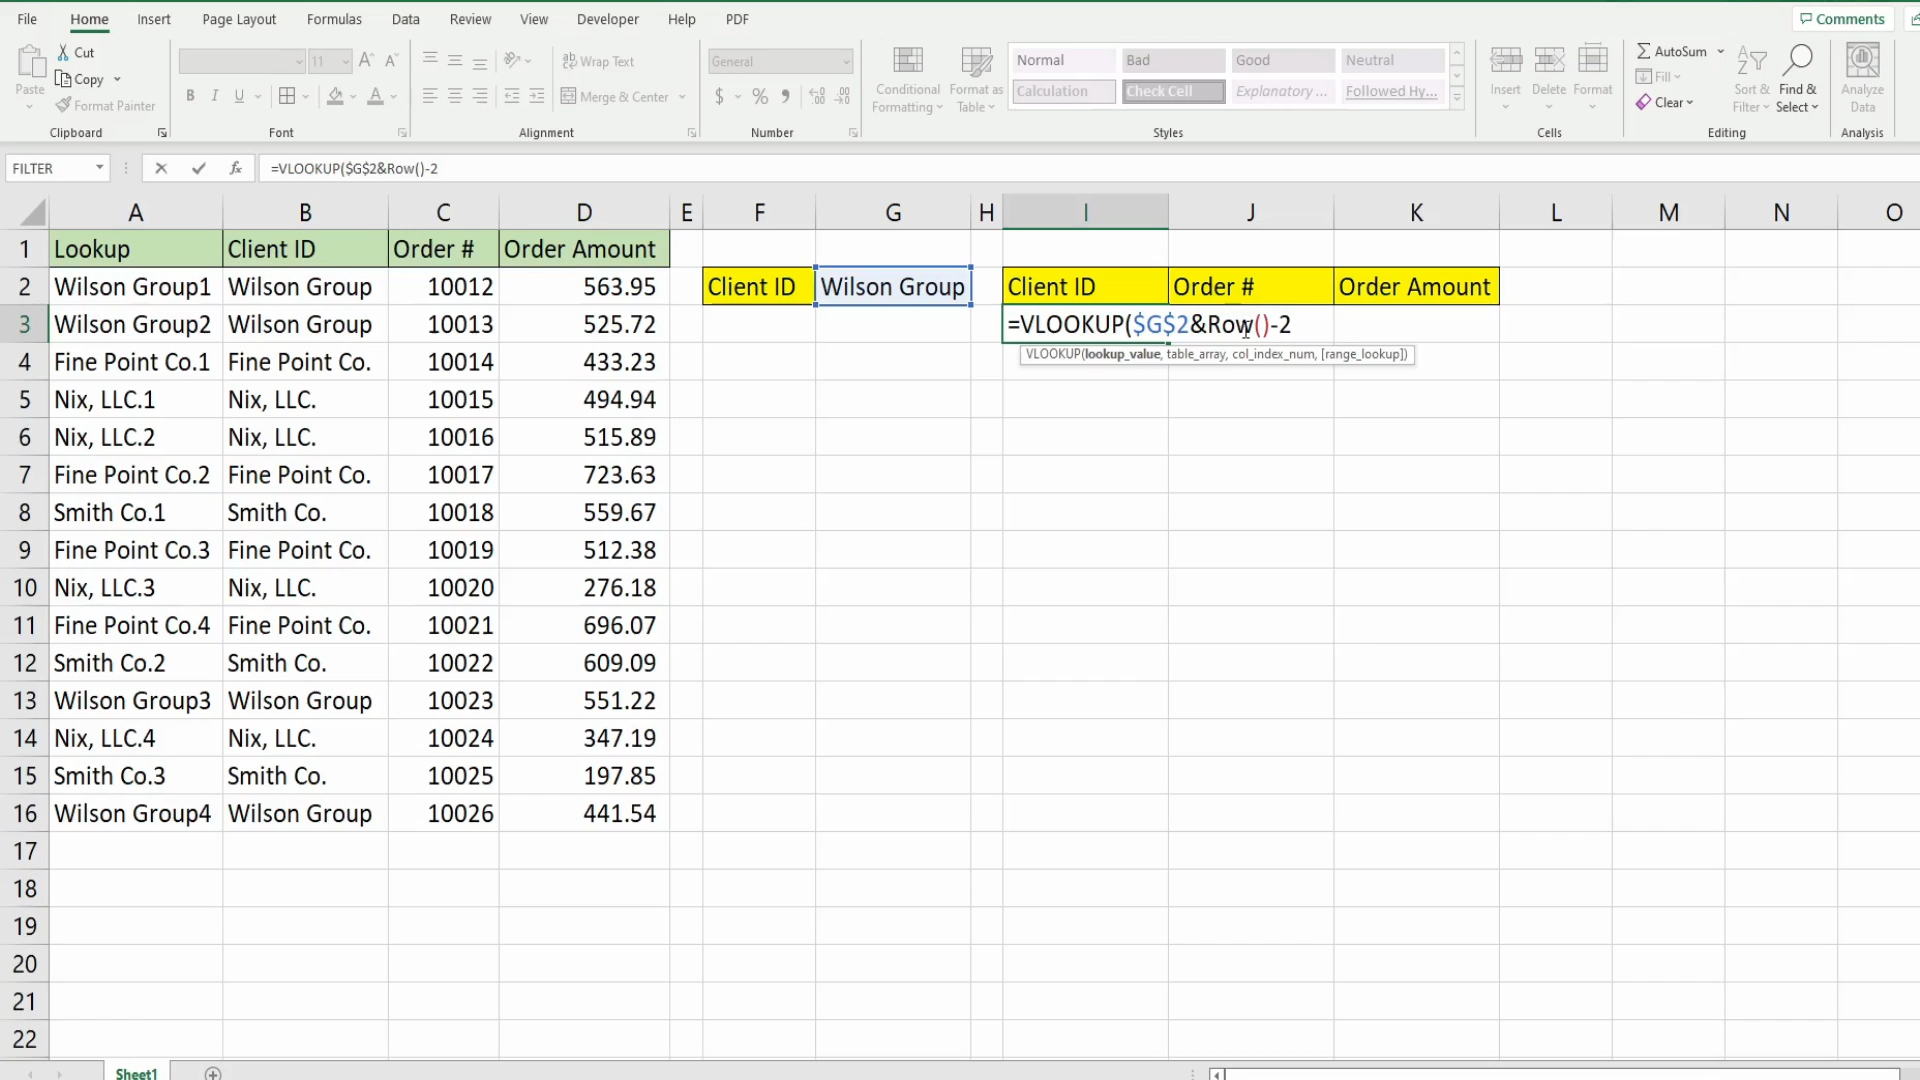 File Home Insert Page Layout Formulas Data Review View Developer Help PDF Comments
Paste Cut Copy Format Painter Clipboard
11 B I U Font
Wrap Text Merge & Center Alignment
General $ % Number
Conditional Formatting Format as Table
Normal Bad Good Neutral
Calculation Check Cell Explanatory ... Followed Hy...
Styles
Insert Delete Format Cells
AutoSum Fill Clear Sort & Filter Find & Select Editing
Analyze Data Analysis
FILTER fx =VLOOKUP($G$2&Row()-2
A B C D E F G H I J K L M N O
1 Lookup Client ID Order # Order Amount
2 Wilson Group1 Wilson Group 10012 563.95 Client ID Wilson Group Client ID Order # Order Amount
3 Wilson Group2 Wilson Group 10013 525.72 =VLOOKUP($G$2&Row()-2
VLOOKUP(lookup_value, table_array, col_index_num, [range_lookup])
4 Fine Point Co.1 Fine Point Co. 10014 433.23
5 Nix, LLC.1 Nix, LLC. 10015 494.94
6 Nix, LLC.2 Nix, LLC. 10016 515.89
7 Fine Point Co.2 Fine Point Co. 10017 723.63
8 Smith Co.1 Smith Co. 10018 559.67
9 Fine Point Co.3 Fine Point Co. 10019 512.38
10 Nix, LLC.3 Nix, LLC. 10020 276.18
11 Fine Point Co.4 Fine Point Co. 10021 696.07
12 Smith Co.2 Smith Co. 10022 609.09
13 Wilson Group3 Wilson Group 10023 551.22
14 Nix, LLC.4 Nix, LLC. 10024 347.19
15 Smith Co.3 Smith Co. 10025 197.85
16 Wilson Group4 Wilson Group 10026 441.54
17
18
19
20
21
22
Sheet1